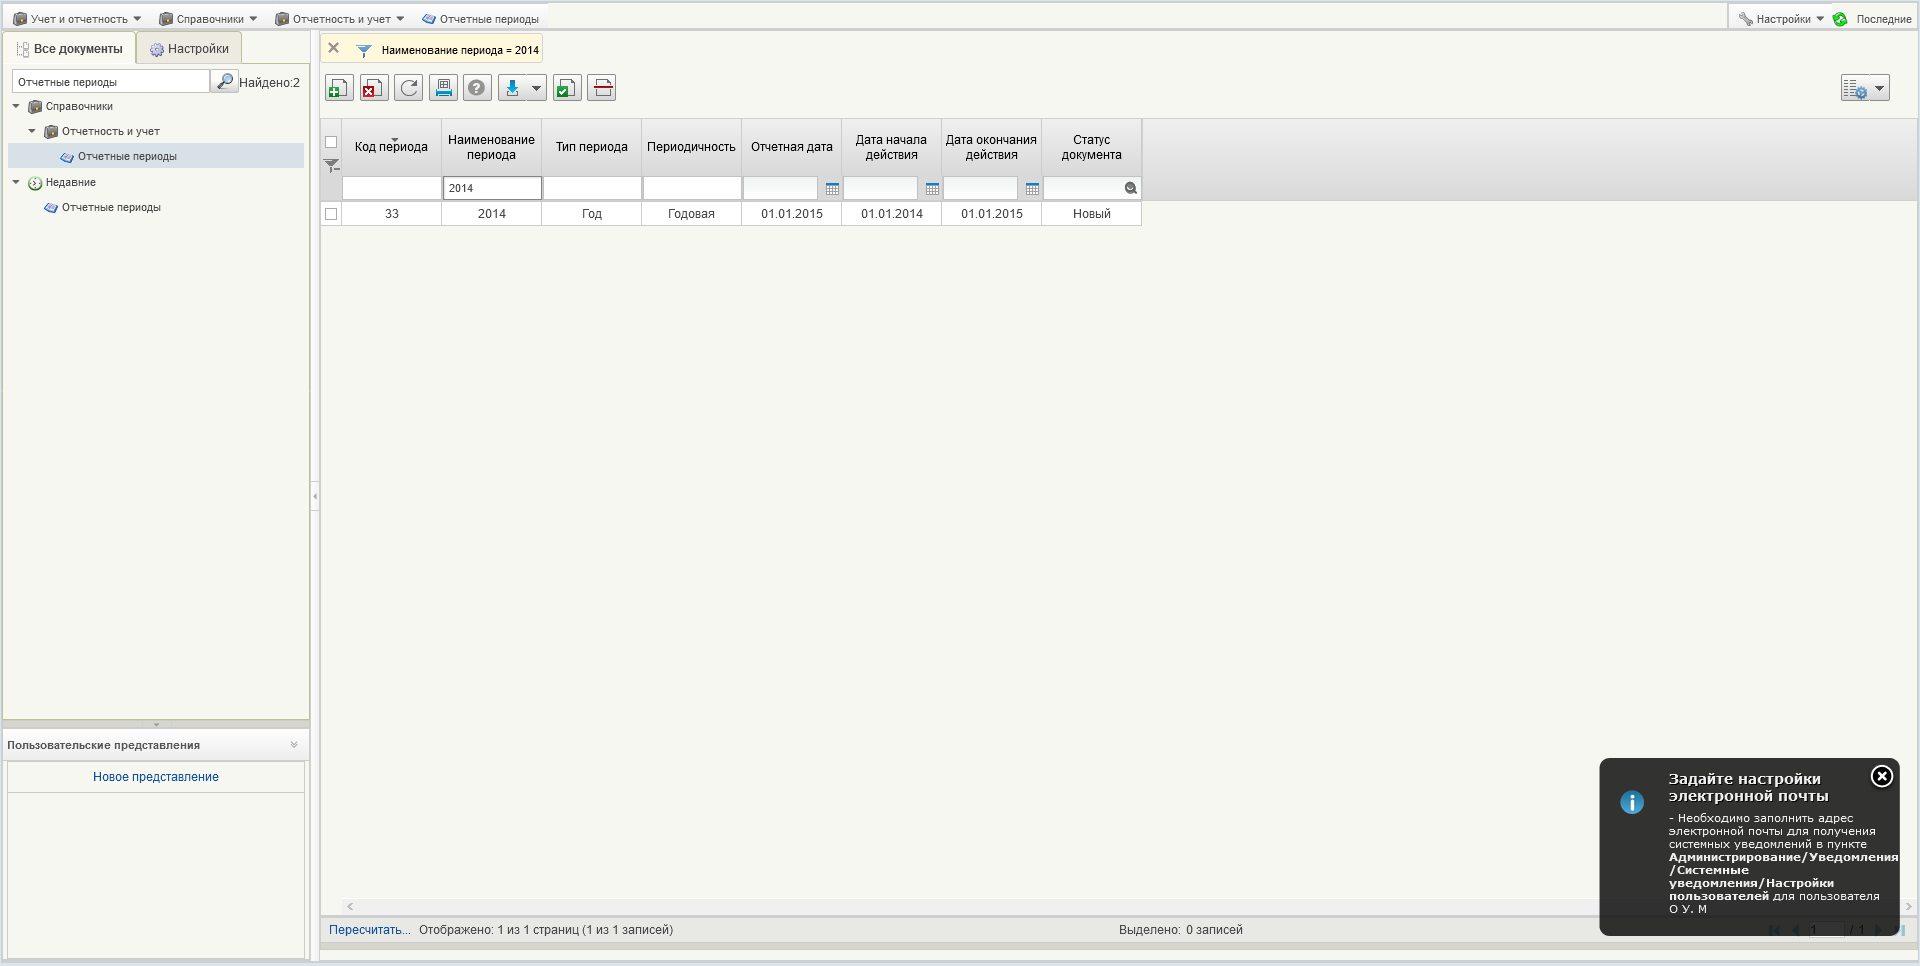 Учет и отчетность Справочники Отчетность и учет Отчетные периоды Настройки Последние
Все документы Настройки
Отчетные периоды Найдено:2
Справочники
Отчетность и учет
Отчетные периоды
Недавние
Отчетные периоды
Пользовательские представления
Новое представление
Наименование периода = 2014
Код периода Наименование периода Тип периода Периодичность Отчетная дата Дата начала действия Дата окончания действия Статус документа
2014
33 2014 Год Годовая 01.01.2015 01.01.2014 01.01.2015 Новый
Задайте настройки
электронной почты
- Необходимо заполнить адрес
электронной почты для получения
системных уведомлений в пункте
Администрирование/Уведомления
/Системные
уведомления/Настройки
пользователей для пользователя
О У. М
Пересчитать... Отображено: 1 из 1 страниц (1 из 1 записей) Выделено: 0 записей 1 / 1